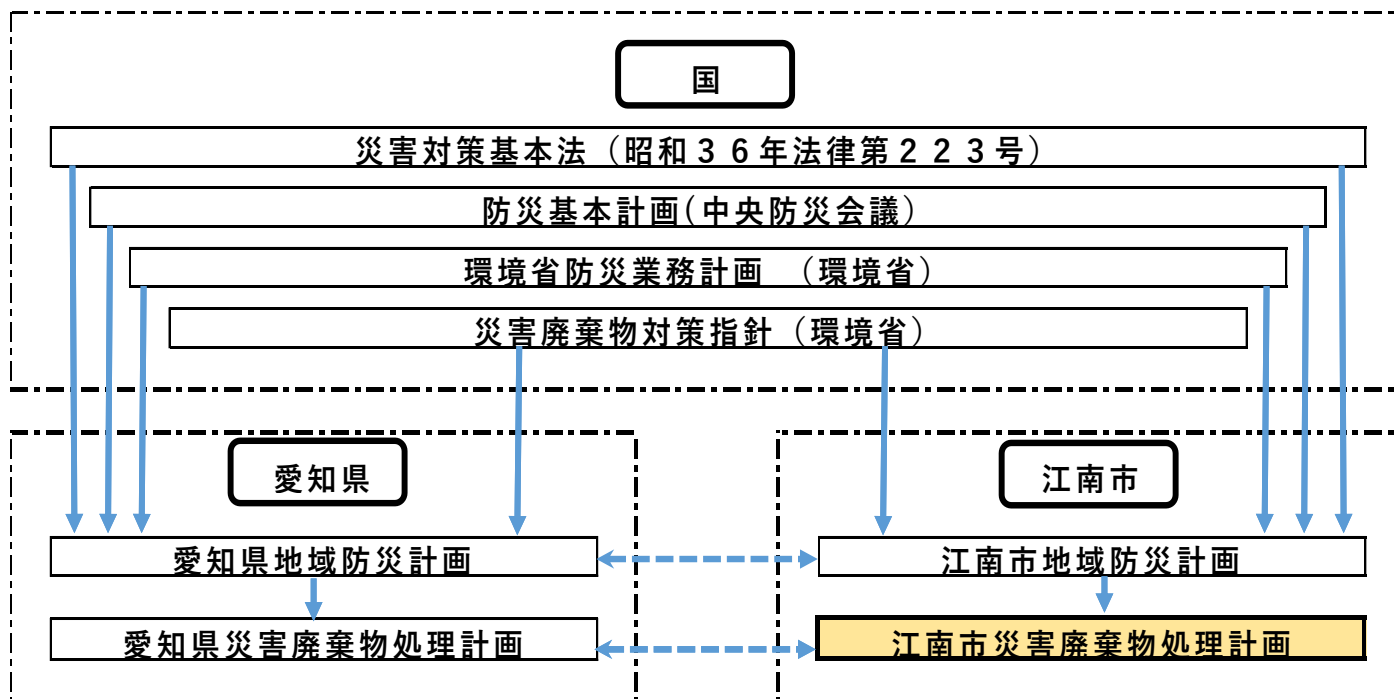 国
災害対策基本法（昭和３６年法律第２２３号）
防災基本計画(中央防災会議)
環境省防災業務計画　（環境省）
災害廃棄物対策指針（環境省）
愛知県
江南市
愛知県地域防災計画
江南市地域防災計画
愛知県災害廃棄物処理計画
江南市災害廃棄物処理計画